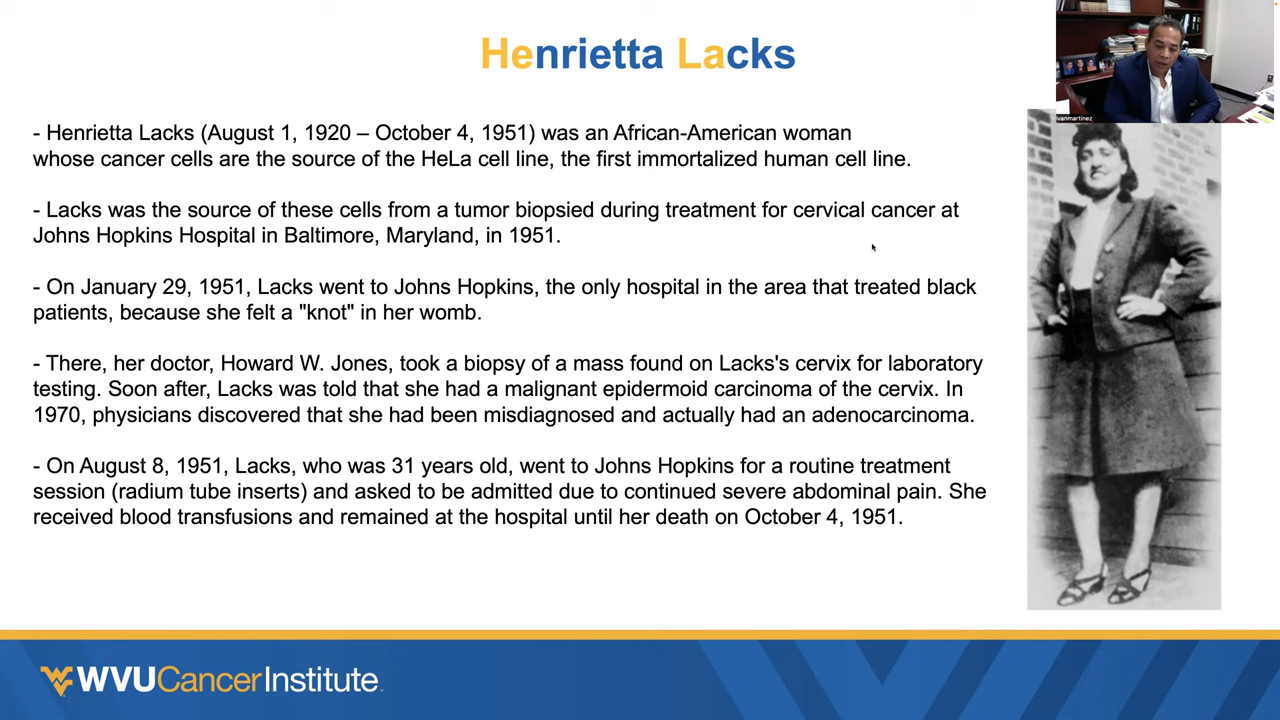 Henrietta Lacks
ivanmartinez
- Henrietta Lacks (August 1, 1920 – October 4, 1951) was an African-American woman
whose cancer cells are the source of the HeLa cell line, the first immortalized human cell line.
- Lacks was the source of these cells from a tumor biopsied during treatment for cervical cancer at
Johns Hopkins Hospital in Baltimore, Maryland, in 1951.
- On January 29, 1951, Lacks went to Johns Hopkins, the only hospital in the area that treated black
patients, because she felt a "knot" in her womb.
- There, her doctor, Howard W. Jones, took a biopsy of a mass found on Lacks's cervix for laboratory
testing. Soon after, Lacks was told that she had a malignant epidermoid carcinoma of the cervix. In
1970, physicians discovered that she had been misdiagnosed and actually had an adenocarcinoma.
- On August 8, 1951, Lacks, who was 31 years old, went to Johns Hopkins for a routine treatment
session (radium tube inserts) and asked to be admitted due to continued severe abdominal pain. She
received blood transfusions and remained at the hospital until her death on October 4, 1951.
WVUCancerInstitute